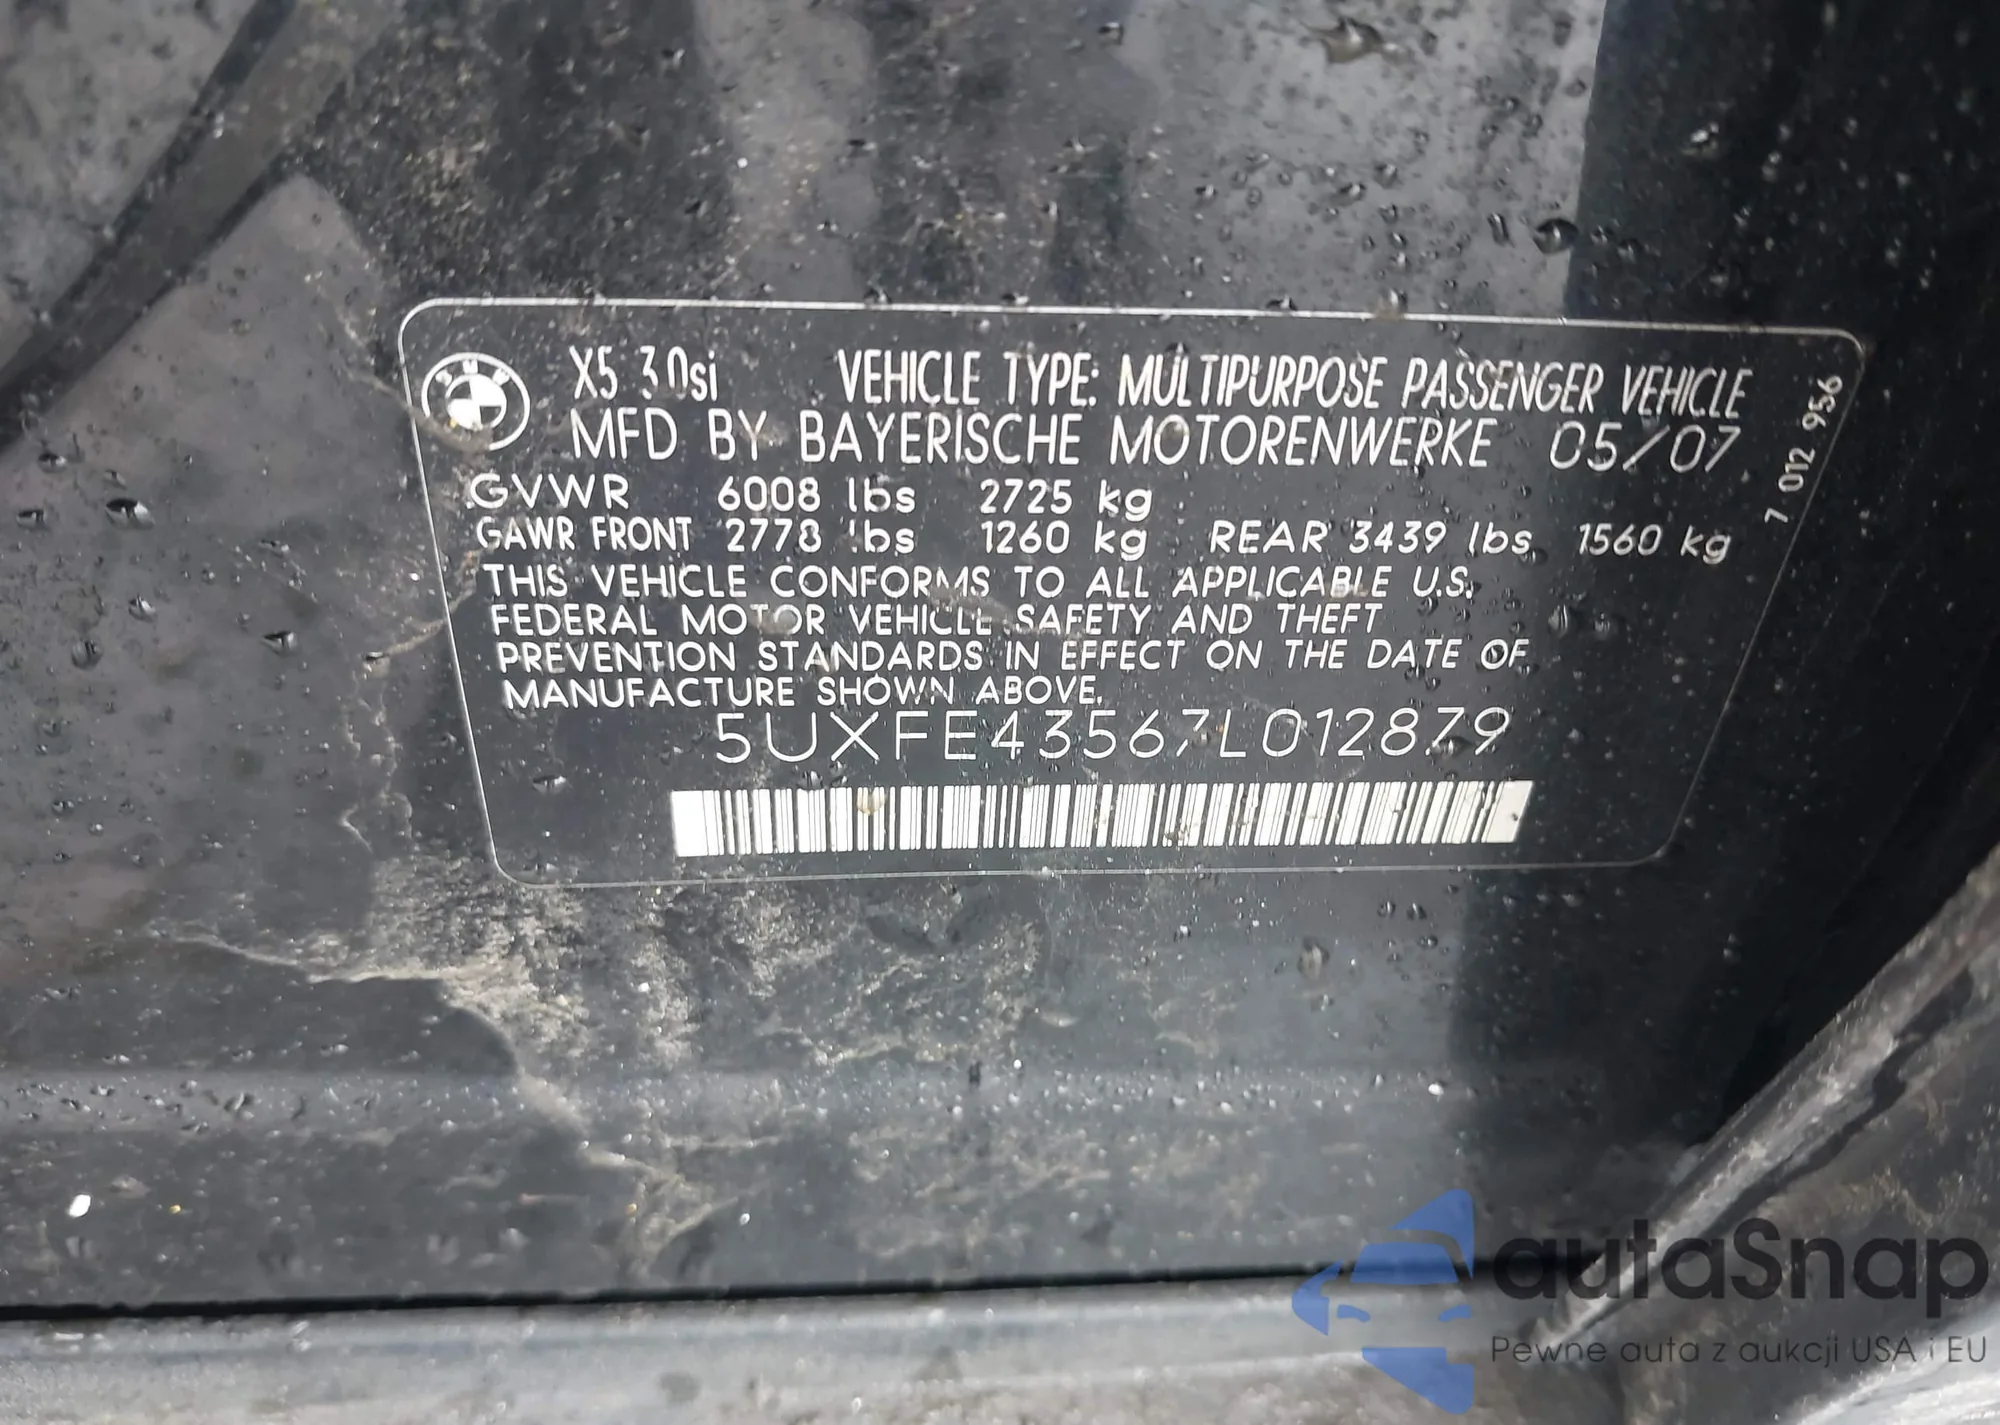 BMW
X5 3.0si VEHICLE TYPE: MULTIPURPOSE PASSENGER VEHICLE
MFD BY BAYERISCHE MOTORENWERKE 05/07
GVWR 6008 lbs 2725 kg
GAWR FRONT 2778 lbs 1260 kg REAR 3439 lbs 1560 kg
7 012 956
THIS VEHICLE CONFORMS TO ALL APPLICABLE U.S.
FEDERAL MOTOR VEHICLE SAFETY AND THEFT
PREVENTION STANDARDS IN EFFECT ON THE DATE OF
MANUFACTURE SHOWN ABOVE.
5UXFE43567L012879
autaSnap
Pewne auta z aukcji USA i EU